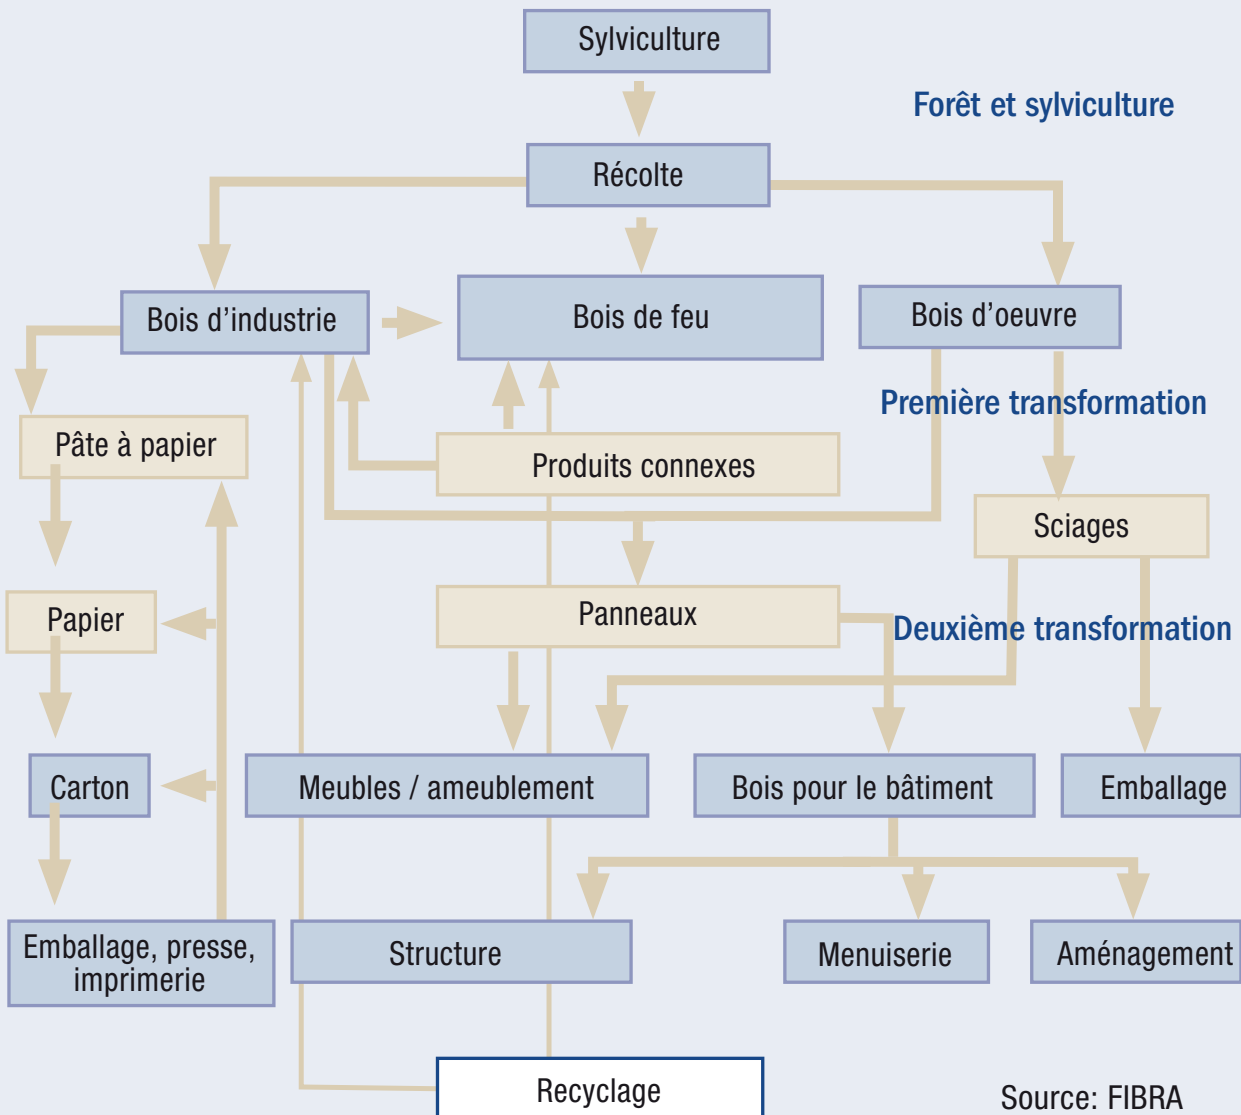 Sylviculture
Forêt et sylviculture
Récolte
Bois d'industrie
Bois de feu
Bois d'oeuvre
Première transformation
Pâte à papier
Produits connexes
Sciages
Papier
Panneaux
Deuxième transformation
Carton
Meubles / ameublement
Bois pour le bâtiment
Emballage
Emballage, presse,
imprimerie
Structure
Menuiserie
Aménagement
Recyclage
Source: FIBRA